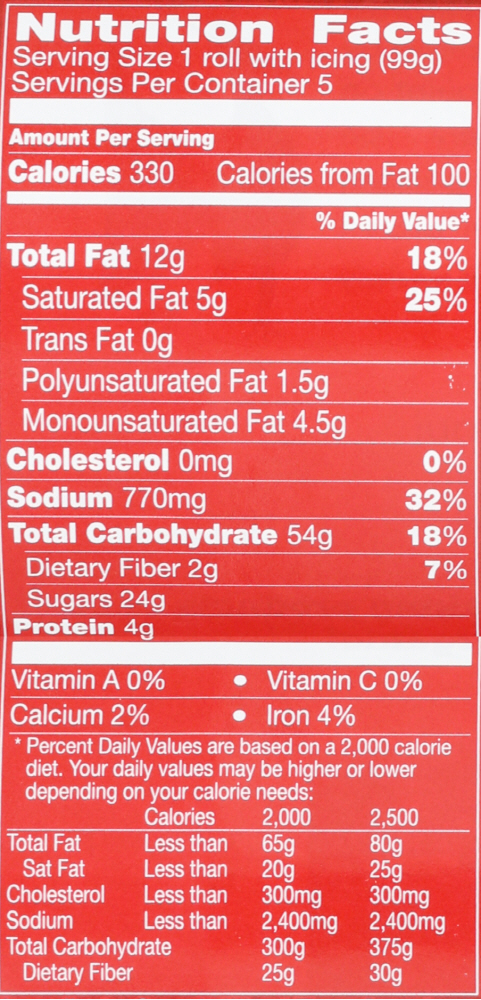 Nutrition Facts
Serving Size 1 roll with icing (99g)
Servings Per Container 5
Amount Per Serving
Calories 330 Calories from Fat 100
% Daily Value*
Total Fat 12g 18%
Saturated Fat 5g 25%
Trans Fat 0g
Polyunsaturated Fat 1.5g
Monounsaturated Fat 4.5g
Cholesterol 0mg 0%
Sodium 770mg 32%
Total Carbohydrate 54g 18%
Dietary Fiber 2g 7%
Sugars 24g
Protein 4g
Vitamin A 0% • Vitamin C 0%
Calcium 2% • Iron 4%
* Percent Daily Values are based on a 2,000 calorie
diet. Your daily values may be higher or lower
depending on your calorie needs:
Calories 2,000 2,500
Total Fat Less than 65g 80g
Sat Fat Less than 20g 25g
Cholesterol Less than 300mg 300mg
Sodium Less than 2,400mg 2,400mg
Total Carbohydrate 300g 375g
Dietary Fiber 25g 30g